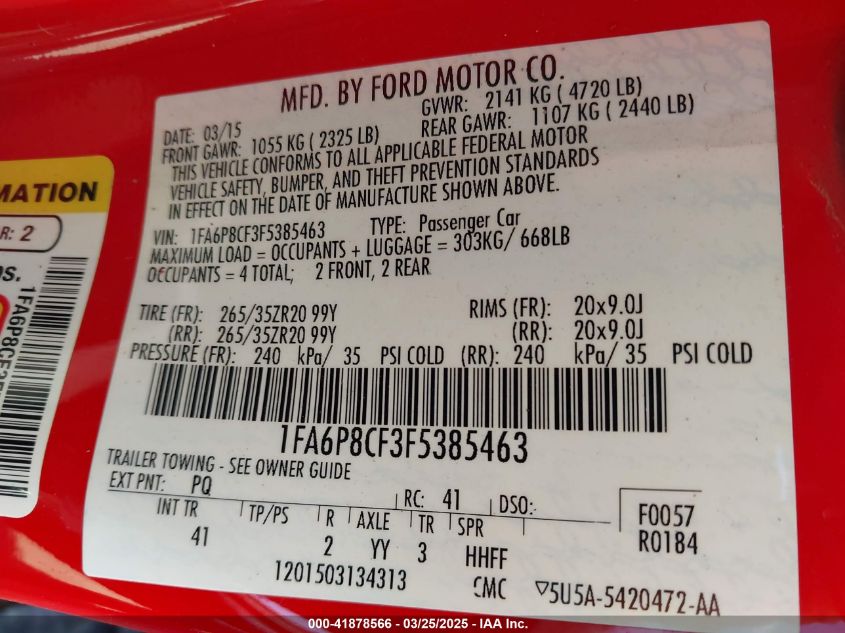 MFD. BY FORD MOTOR CO.
DATE: 03/15 GVWR: 2141 KG ( 4720 LB)
FRONT GAWR: 1055 KG ( 2325 LB) REAR GAWR: 1107 KG ( 2440 LB)
THIS VEHICLE CONFORMS TO ALL APPLICABLE FEDERAL MOTOR
VEHICLE SAFETY, BUMPER, AND THEFT PREVENTION STANDARDS
IN EFFECT ON THE DATE OF MANUFACTURE SHOWN ABOVE.
VIN: 1FA6P8CF3F5385463 TYPE: Passenger Car
MAXIMUM LOAD = OCCUPANTS + LUGGAGE = 303KG/ 668LB
OCCUPANTS = 4 TOTAL; 2 FRONT, 2 REAR
TIRE (FR): 265/35ZR20 99Y RIMS (FR): 20x9.0J
(RR): 265/35ZR20 99Y (RR): 20x9.0J
PRESSURE (FR): 240 kPa/ 35 PSI COLD (RR): 240 kPa/ 35 PSI COLD
1FA6P8CF3F5385463
TRAILER TOWING - SEE OWNER GUIDE
EXT PNT: PQ RC: 41 DSO:
INT TR TP/PS R AXLE TR SPR
41 2 YY 3 HHFF
F0057
R0184
1201503134313 CMC ▽5U5A-5420472-AA
MATION
R: 2
1FA6P8CF3F
000-41878566 - 03/25/2025 - IAA Inc.